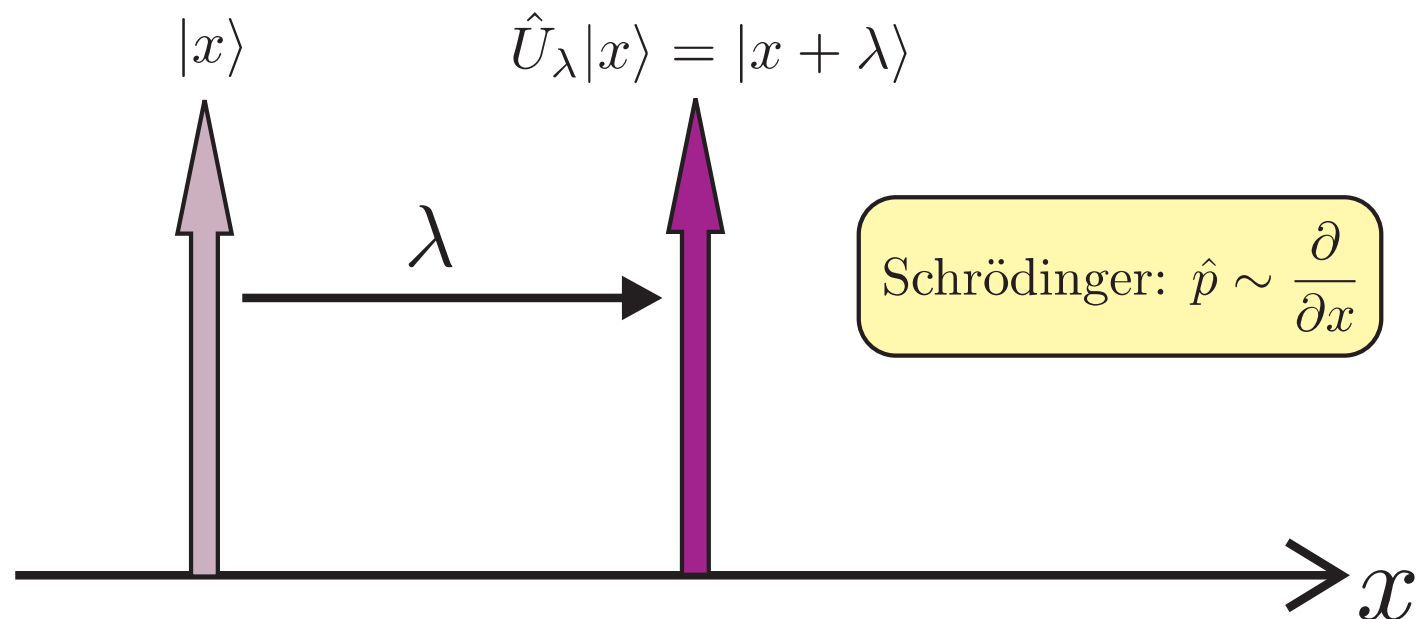 |x⟩
Û_λ|x⟩ = |x + λ⟩
λ
Schrödinger: p̂ ∼ ∂/∂x
x